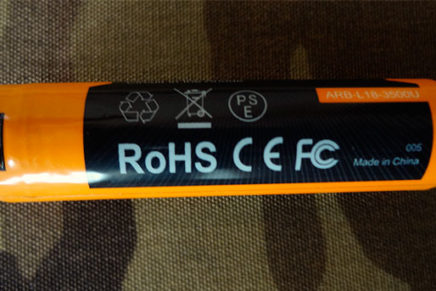 ARB-L18-3500U
PS
E
005
RoHS CE FC
Made in China